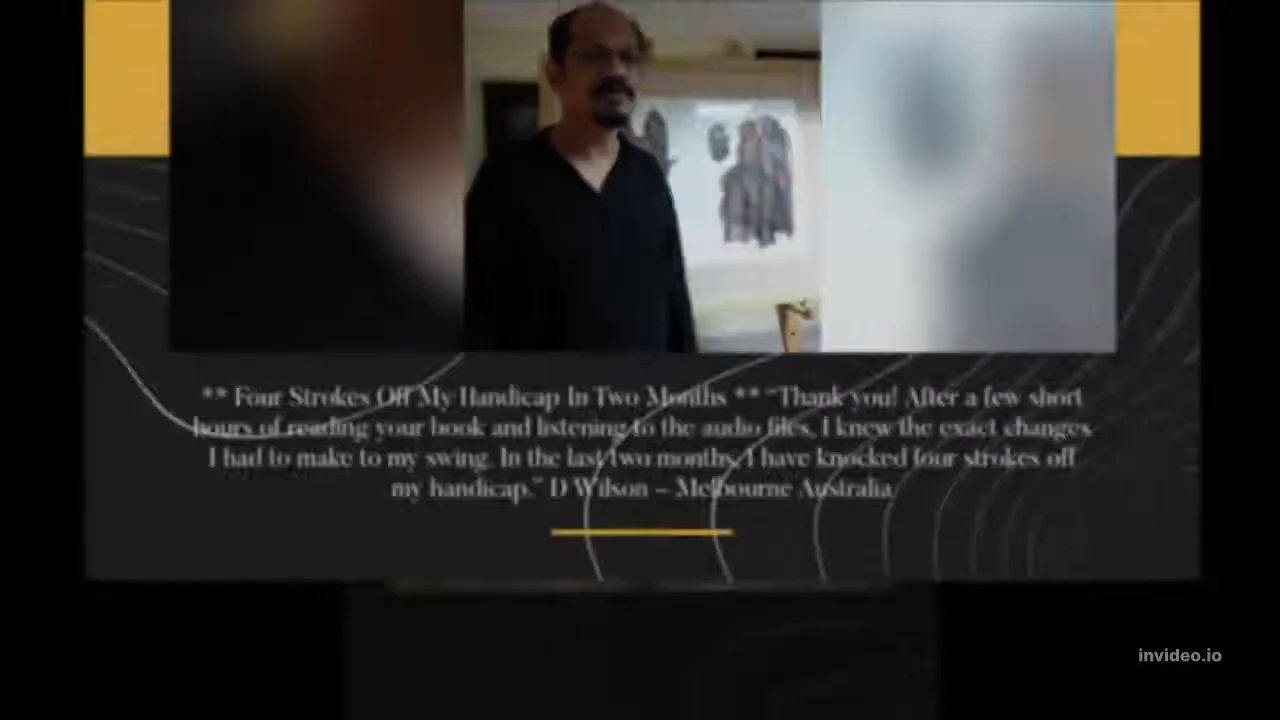 ** Four Strokes Off My Handicap In Two Months ** "Thank you! After a few short
hours of reading your book and listening to the audio files, I knew the exact changes
I had to make to my swing. In the last two months, I have knocked four strokes off
my handicap." D Wilson – Melbourne Australia
invideo.io